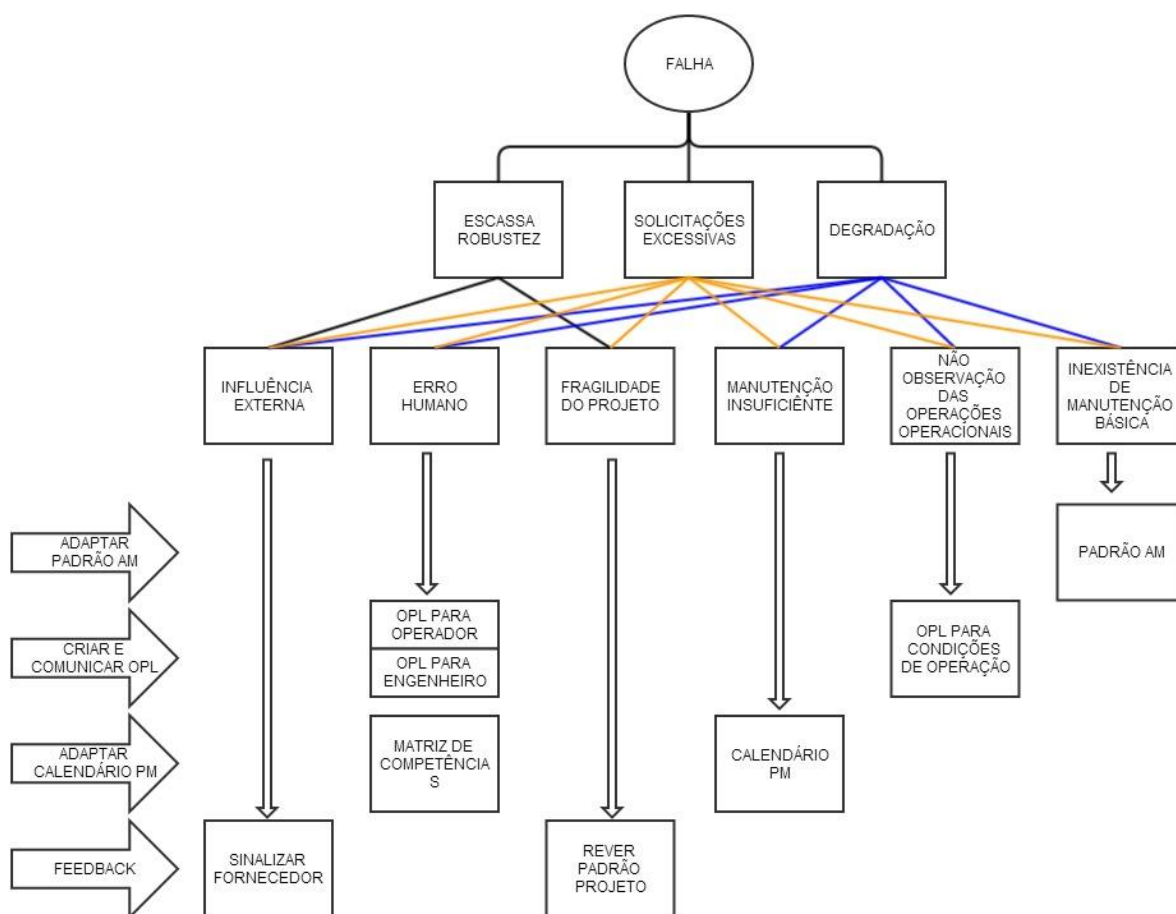 FALHA
ESCASSA
ROBUSTEZ
SOLICITAÇÕES
EXCESSIVAS
DEGRADAÇÃO
INFLUÊNCIA
EXTERNA
ERRO
HUMANO
FRAGILIDADE
DO PROJETO
MANUTENÇÃO
INSUFICIÊNTE
NÃO
OBSERVAÇÃO
DAS
OPERAÇÕES
OPERACIONAIS
INEXISTÊNCIA
DE
MANUTENÇÃO
BÁSICA
ADAPTAR
PADRÃO AM
PADRÃO AM
CRIAR E
COMUNICAR OPL
OPL PARA
OPERADOR
OPL PARA
ENGENHEIRO
OPL PARA
CONDIÇÕES
DE OPERAÇÃO
ADAPTAR
CALENDÁRIO PM
MATRIZ DE
COMPETÊNCIA
S
CALENDÁRIO
PM
FEEDBACK
SINALIZAR
FORNECEDOR
REVER
PADRÃO
PROJETO